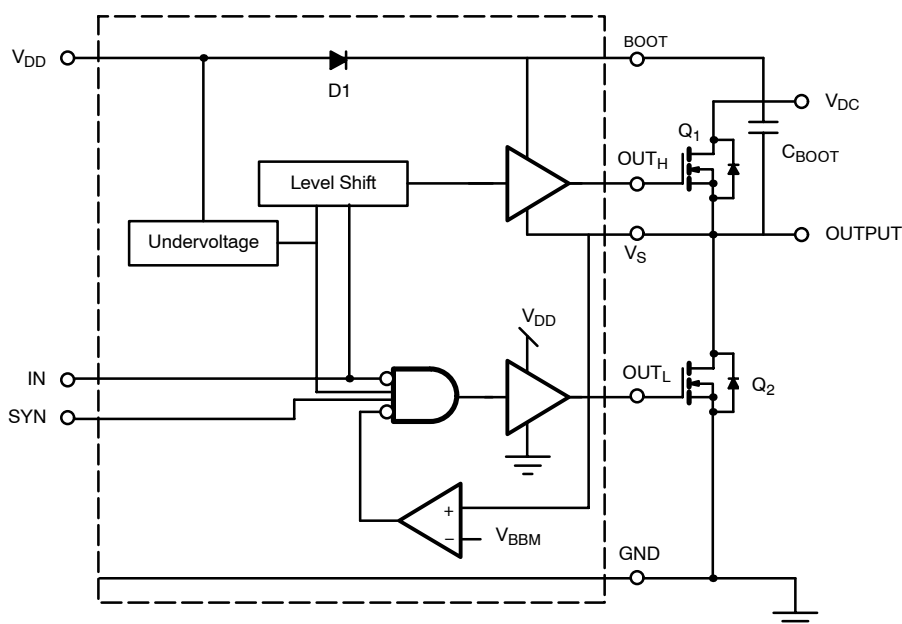 V_DD
D1
BOOT
V_DC
Q_1
C_BOOT
OUT_H
Level Shift
Undervoltage
OUTPUT
V_S
V_DD
IN
OUT_L
Q_2
SYN
+
−
V_BBM
GND